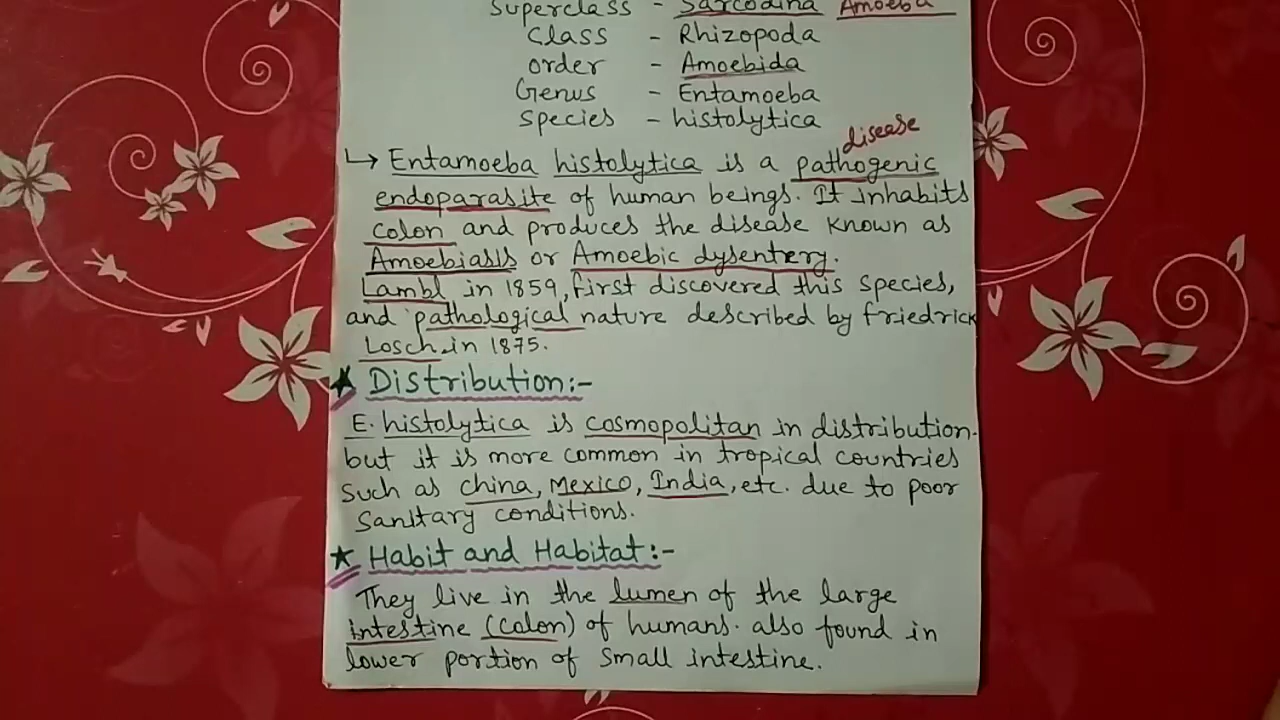 Superclass - Sarcodina Amoeba
Class - Rhizopoda
order - Amoebida
Genus - Entamoeba
Species - histolytica
disease
↳ Entamoeba histolytica is a pathogenic
endoparasite of human beings. It inhabits
colon and produces the disease known as
Amoebiasis or Amoebic dysentery.
Lambl in 1859, first discovered this species,
and pathological nature described by friedrick
Losch in 1875.
★ Distribution:-
E. histolytica is cosmopolitan in distribution.
but it is more common in tropical countries
such as china, Mexico, India, etc. due to poor
sanitary conditions.
★ Habit and Habitat:-
They live in the lumen of the large
intestine (colon) of humans. also found in
lower portion of small intestine.